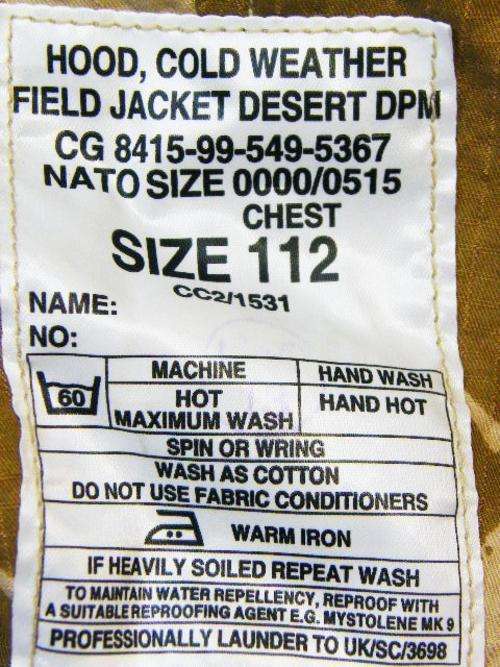 HOOD, COLD WEATHER
FIELD JACKET DESERT DPM
CG 8415-99-549-5367
NATO SIZE 0000/0515
CHEST
SIZE 112
CC2/1531
NAME:
NO:
60
MACHINE
HOT
MAXIMUM WASH
HAND WASH
HAND HOT
SPIN OR WRING
WASH AS COTTON
DO NOT USE FABRIC CONDITIONERS
WARM IRON
IF HEAVILY SOILED REPEAT WASH
TO MAINTAIN WATER REPELLENCY, REPROOF WITH
A SUITABLE REPROOFING AGENT E.G. MYSTOLENE MK 9
PROFESSIONALLY LAUNDER TO UK/SC/3698